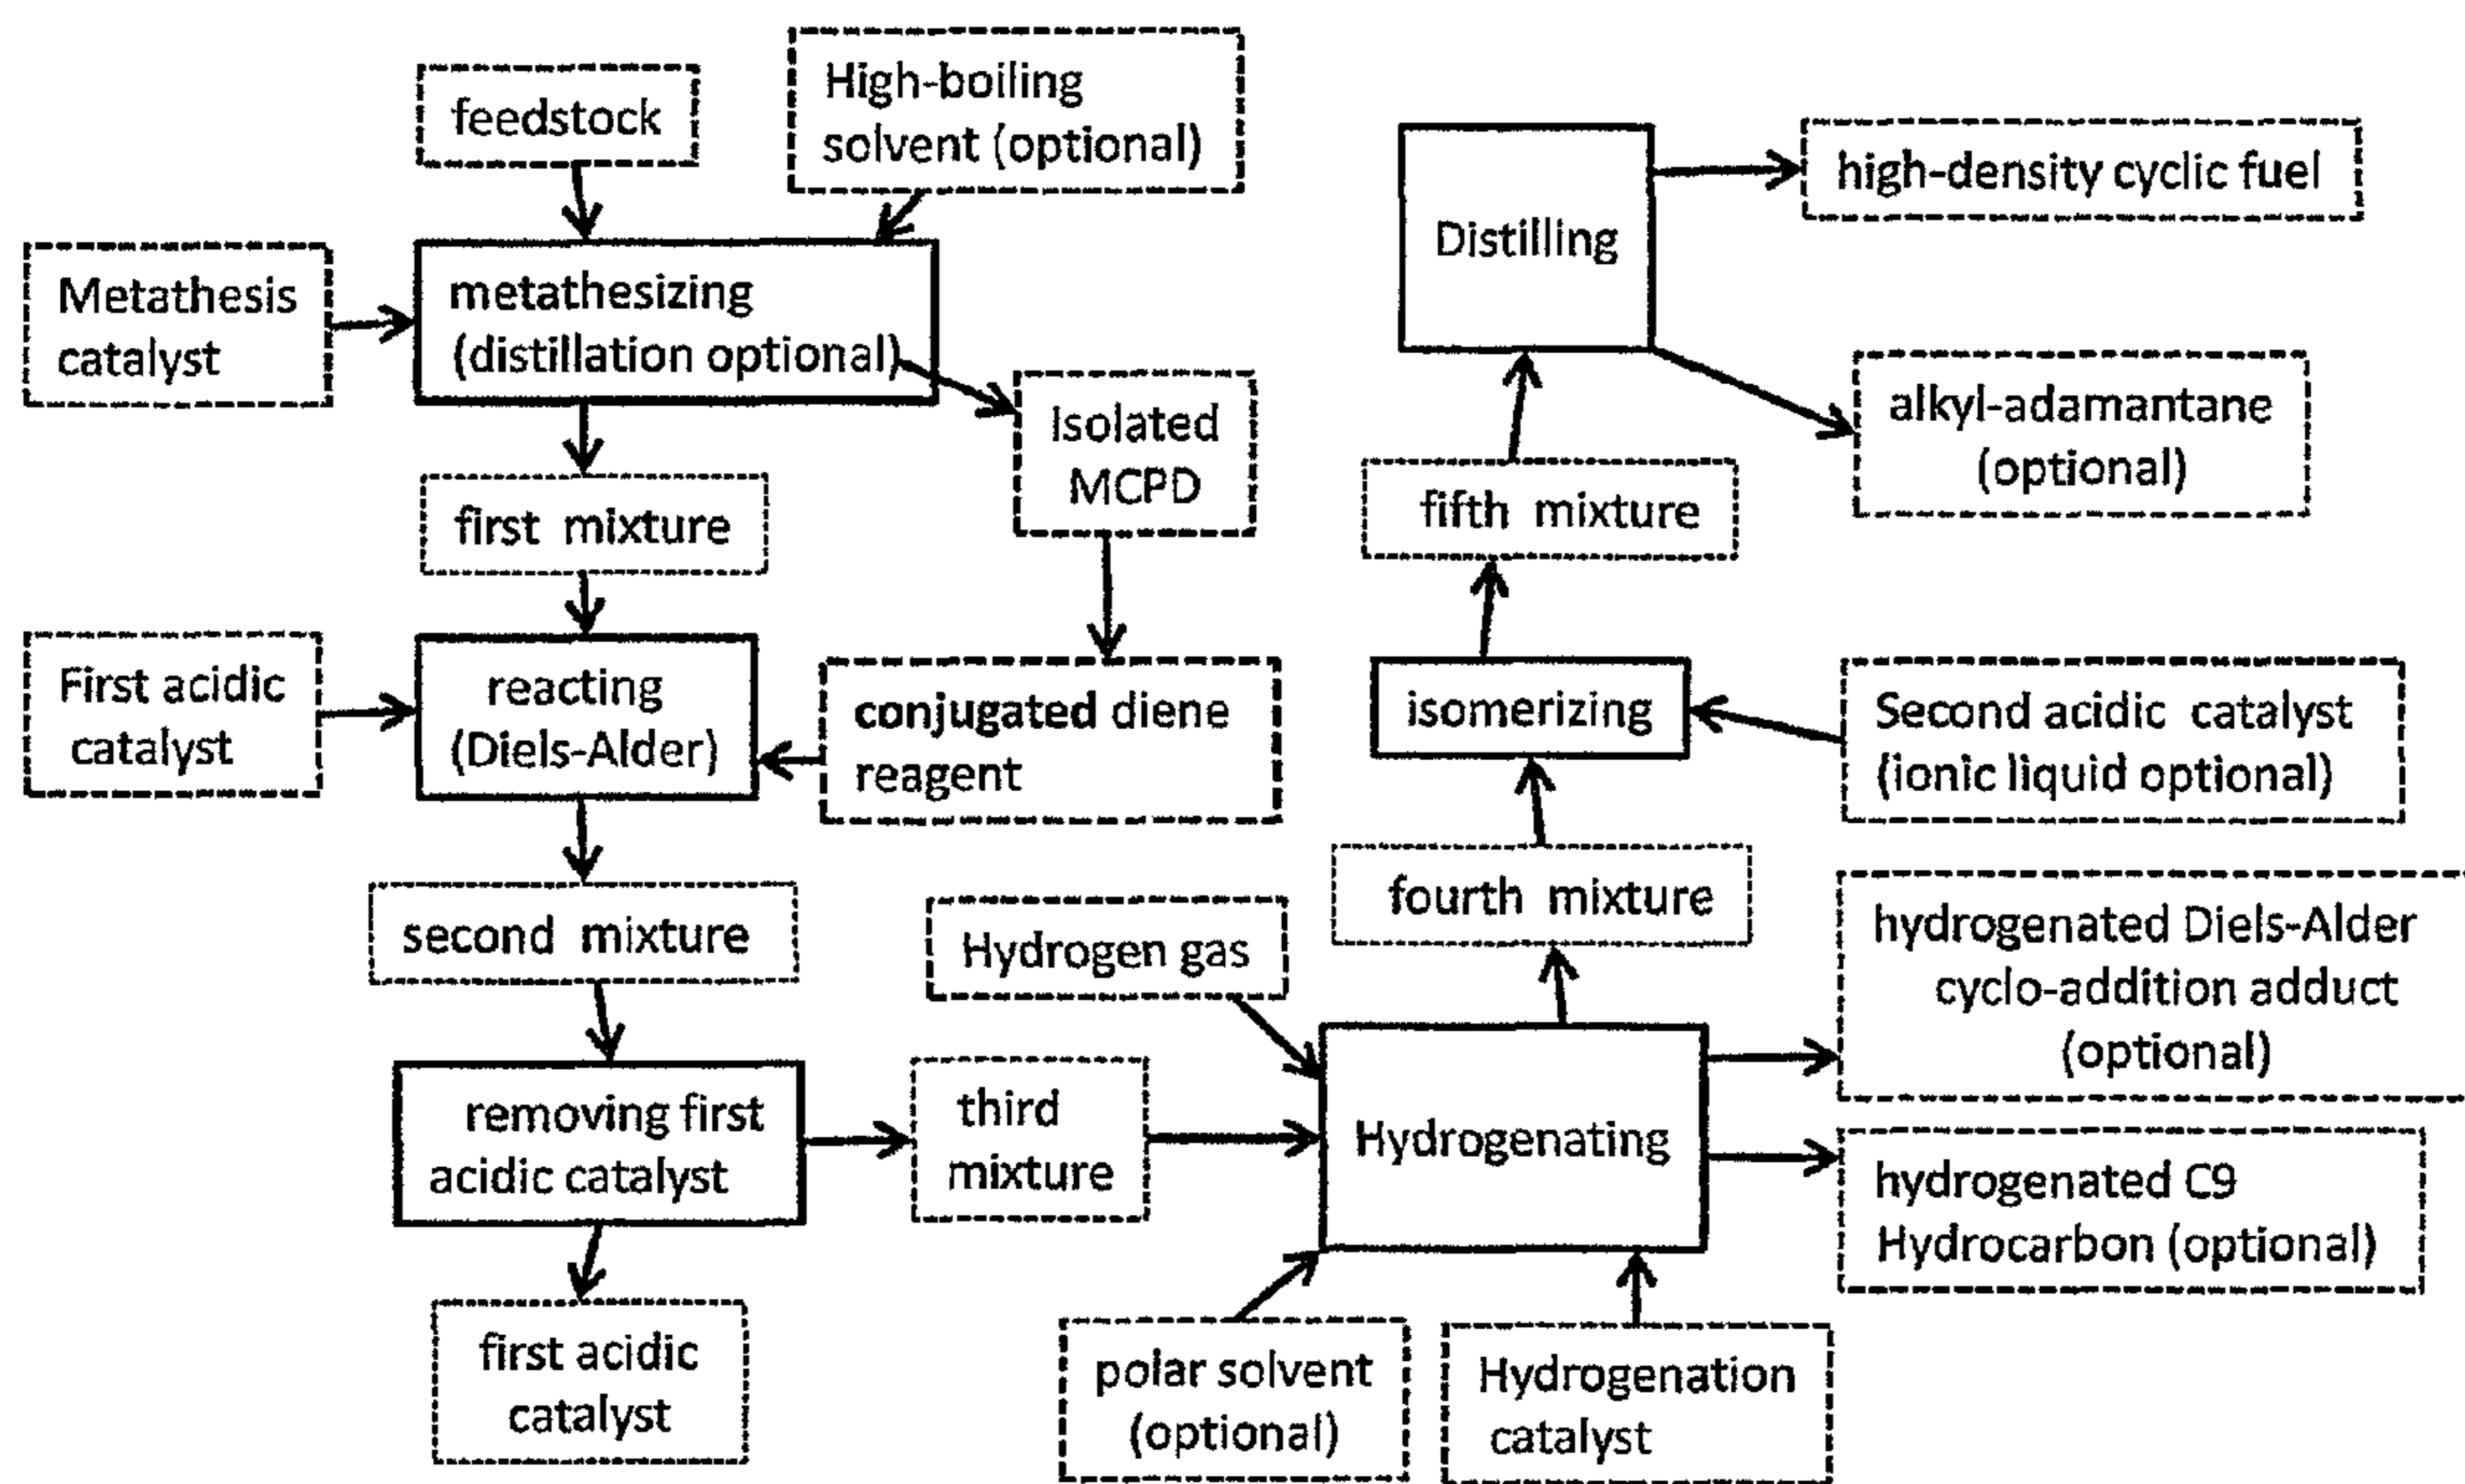 feedstock
High-boiling
solvent (optional)
Metathesis
catalyst
metathesizing
(distillation optional)
Isolated
MCPD
first mixture
First acidic
catalyst
reacting
(Diels-Alder)
conjugated diene
reagent
second mixture
removing first
acidic catalyst
first acidic
catalyst
third
mixture
Hydrogen gas
Hydrogenating
polar solvent
(optional)
Hydrogenation
catalyst
hydrogenated Diels-Alder
cyclo-addition adduct
(optional)
hydrogenated C9
Hydrocarbon (optional)
fourth mixture
isomerizing
Second acidic catalyst
(ionic liquid optional)
fifth mixture
Distilling
high-density cyclic fuel
alkyl-adamantane
(optional)